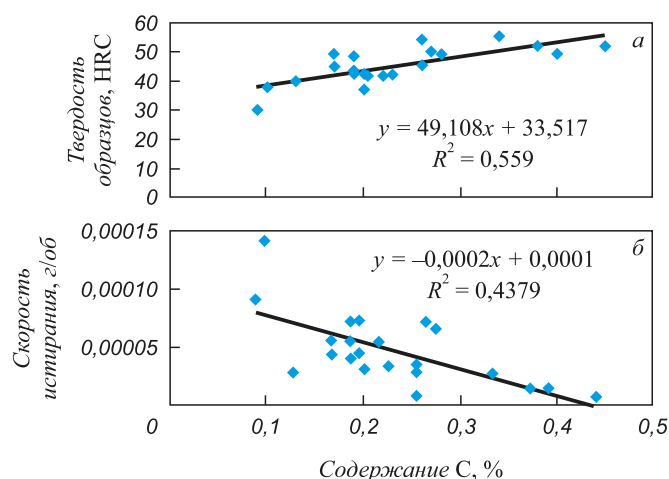 60
50
40
30
20
10
0
Твердость
образцов, HRC
а
y = 49,108x + 33,517
R² = 0,559
0,00015
0,00010
0,00005
Скорость
истирания, г/об
б
y = –0,0002x + 0,0001
R² = 0,4379
0 0,1 0,2 0,3 0,4 0,5
Содержание С, %